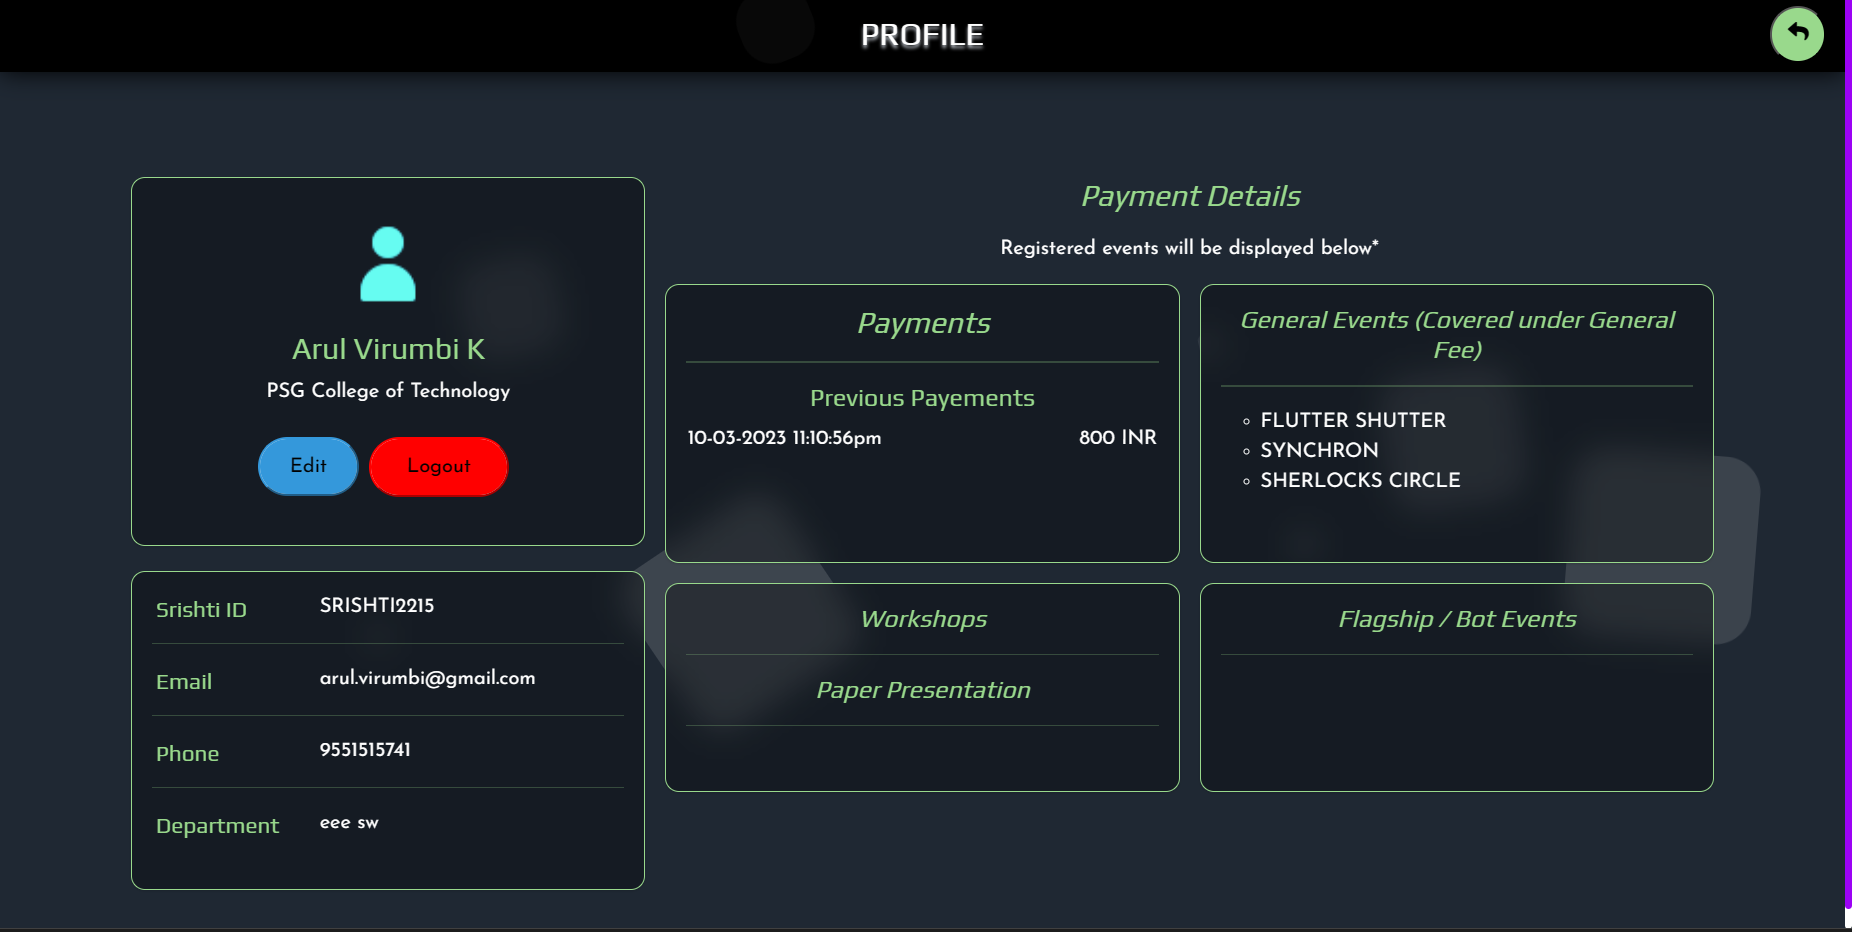 PROFILE
Arul Virumbi K
PSG College of Technology
Edit
Logout
Srishti ID
SRISHTI2215
Email
arul.virumbi@gmail.com
Phone
9551515741
Department
eee sw
Payment Details
Registered events will be displayed below*
Payments
Previous Payements
10-03-2023 11:10:56pm
800 INR
General Events (Covered under General
Fee)
FLUTTER SHUTTER
SYNCHRON
SHERLOCKS CIRCLE
Workshops
Paper Presentation
Flagship / Bot Events